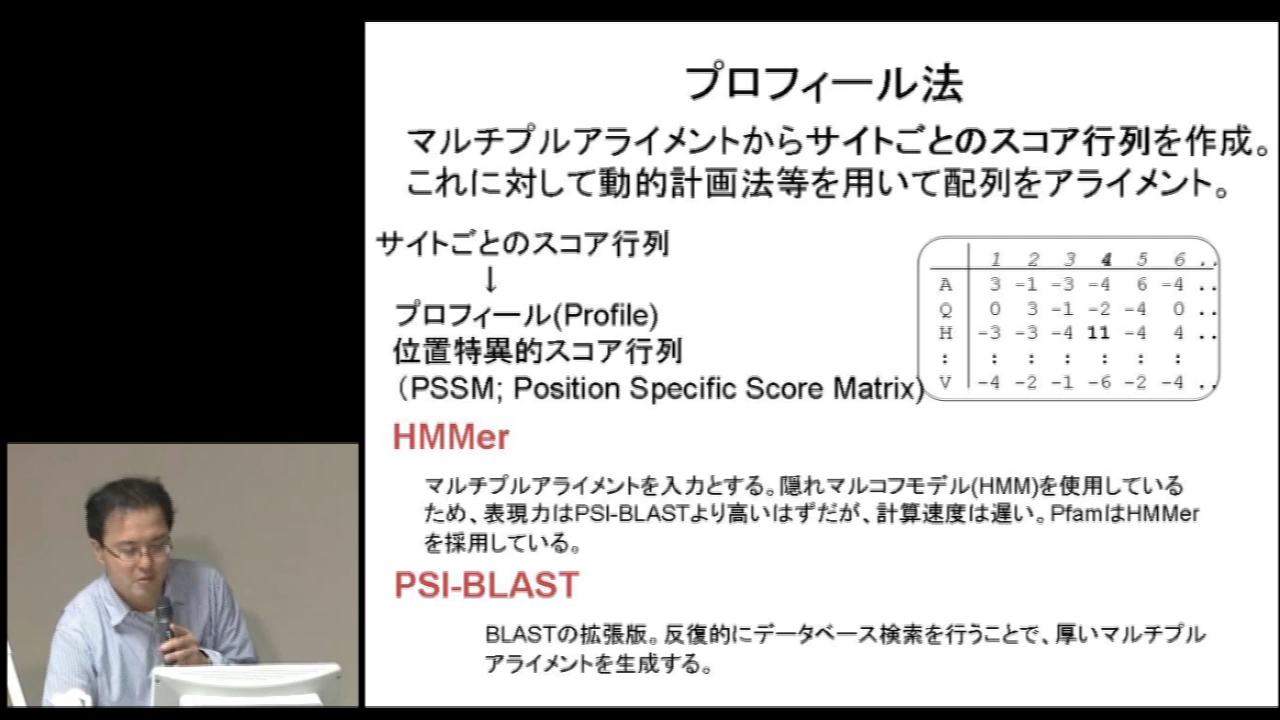 プロフィール法
マルチプルアライメントからサイトごとのスコア行列を作成。
これに対して動的計画法等を用いて配列をアライメント。
サイトごとのスコア行列
↓
プロフィール(Profile)
位置特異的スコア行列
（PSSM; Position Specific Score Matrix)
1 2 3 4 5 6 ..
A 3 -1 -3 -4 6 -4 ..
Q 0 3 -1 -2 -4 0 ..
H -3 -3 -4 11 -4 4 ..
: : : : : : :
V -4 -2 -1 -6 -2 -4 ..
HMMer
マルチプルアライメントを入力とする。隠れマルコフモデル(HMM)を使用している
ため、表現力はPSI-BLASTより高いはずだが、計算速度は遅い。PfamはHMMer
を採用している。
PSI-BLAST
BLASTの拡張版。反復的にデータベース検索を行うことで、厚いマルチプル
アライメントを生成する。